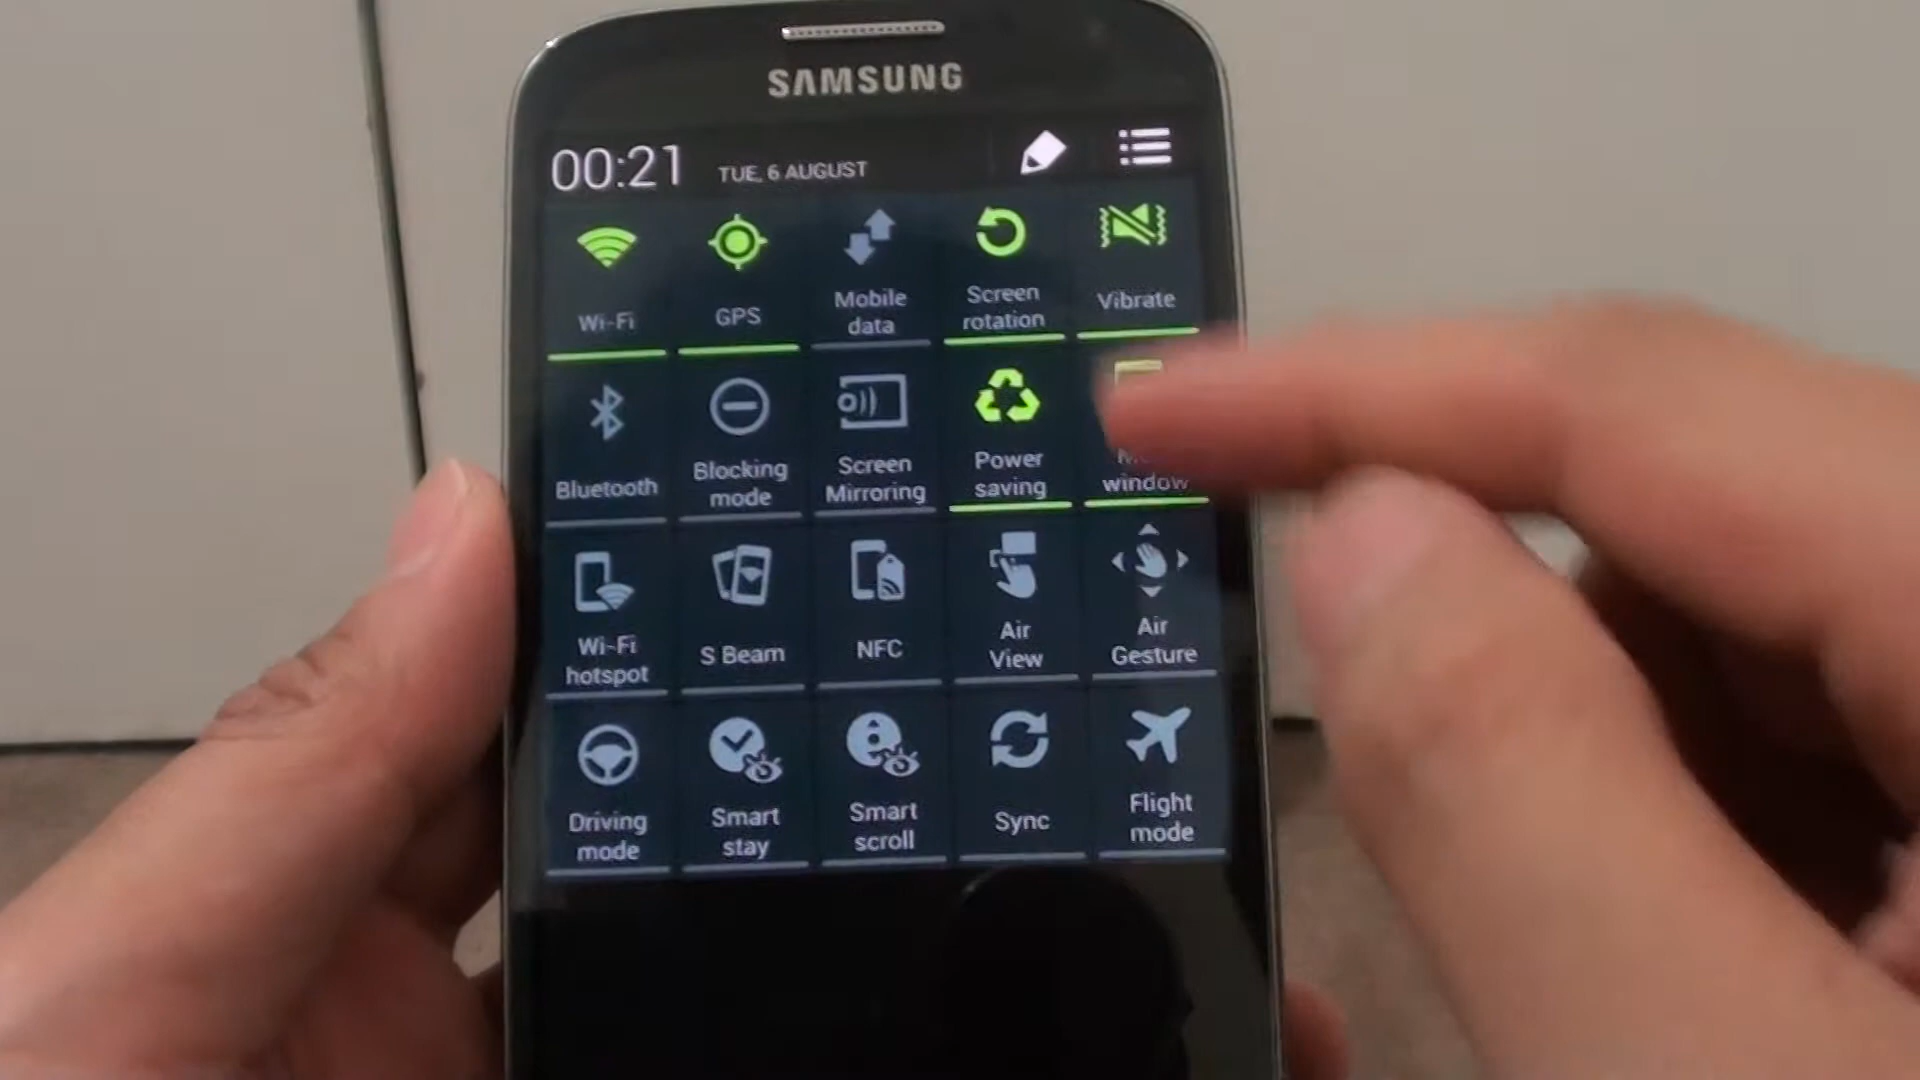 SAMSUNG
00:21 TUE, 6 AUGUST
Wi-Fi
GPS
Mobile
data
Screen
rotation
Vibrate
Bluetooth
Blocking
mode
Screen
Mirroring
Power
saving
window
Wi-Fi
hotspot
S Beam
NFC
Air
View
Air
Gesture
Driving
mode
Smart
stay
Smart
scroll
Sync
Flight
mode